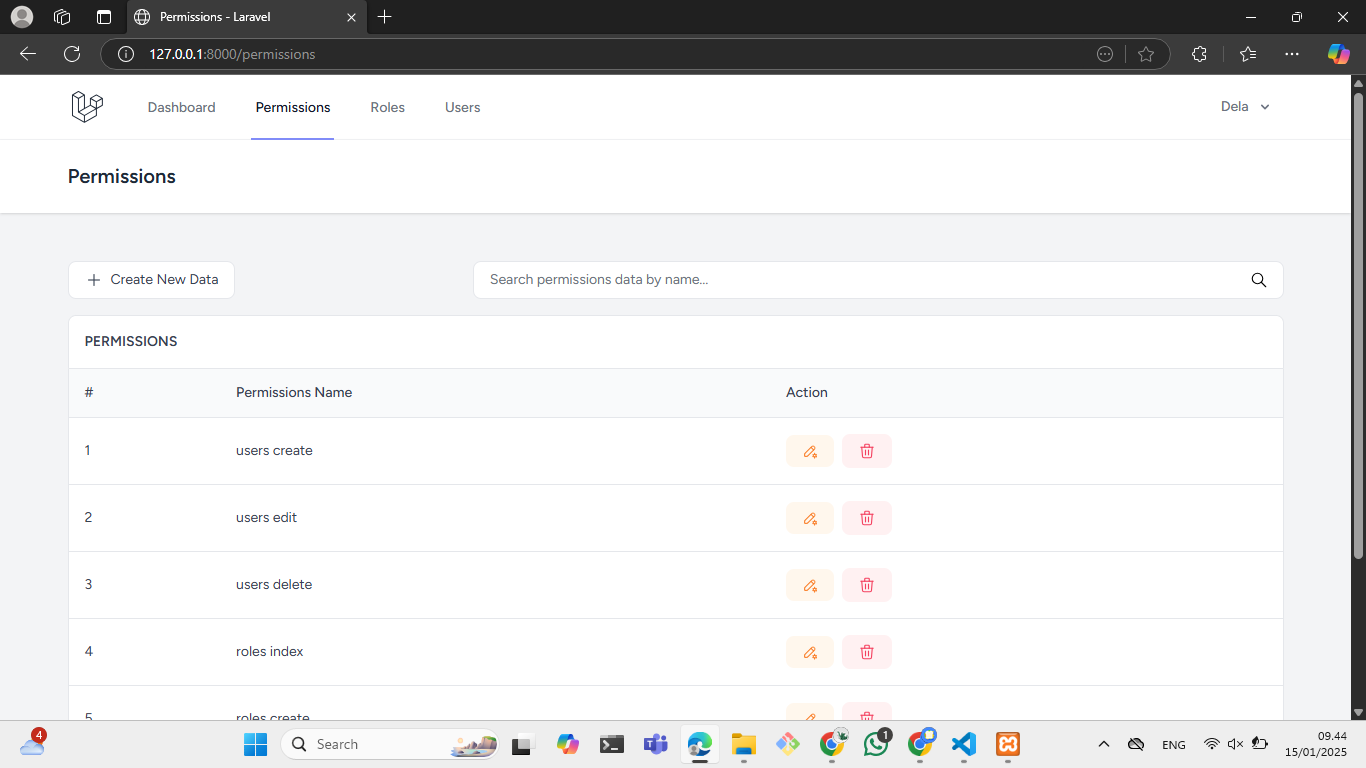 Permissions - Laravel
127.0.0.1:8000/permissions
Dashboard Permissions Roles Users Dela
Permissions
Create New Data
Search permissions data by name...
PERMISSIONS
# Permissions Name Action
1 users create
2 users edit
3 users delete
4 roles index
5 roles create
4
Search
1
ENG
09.44
15/01/2025